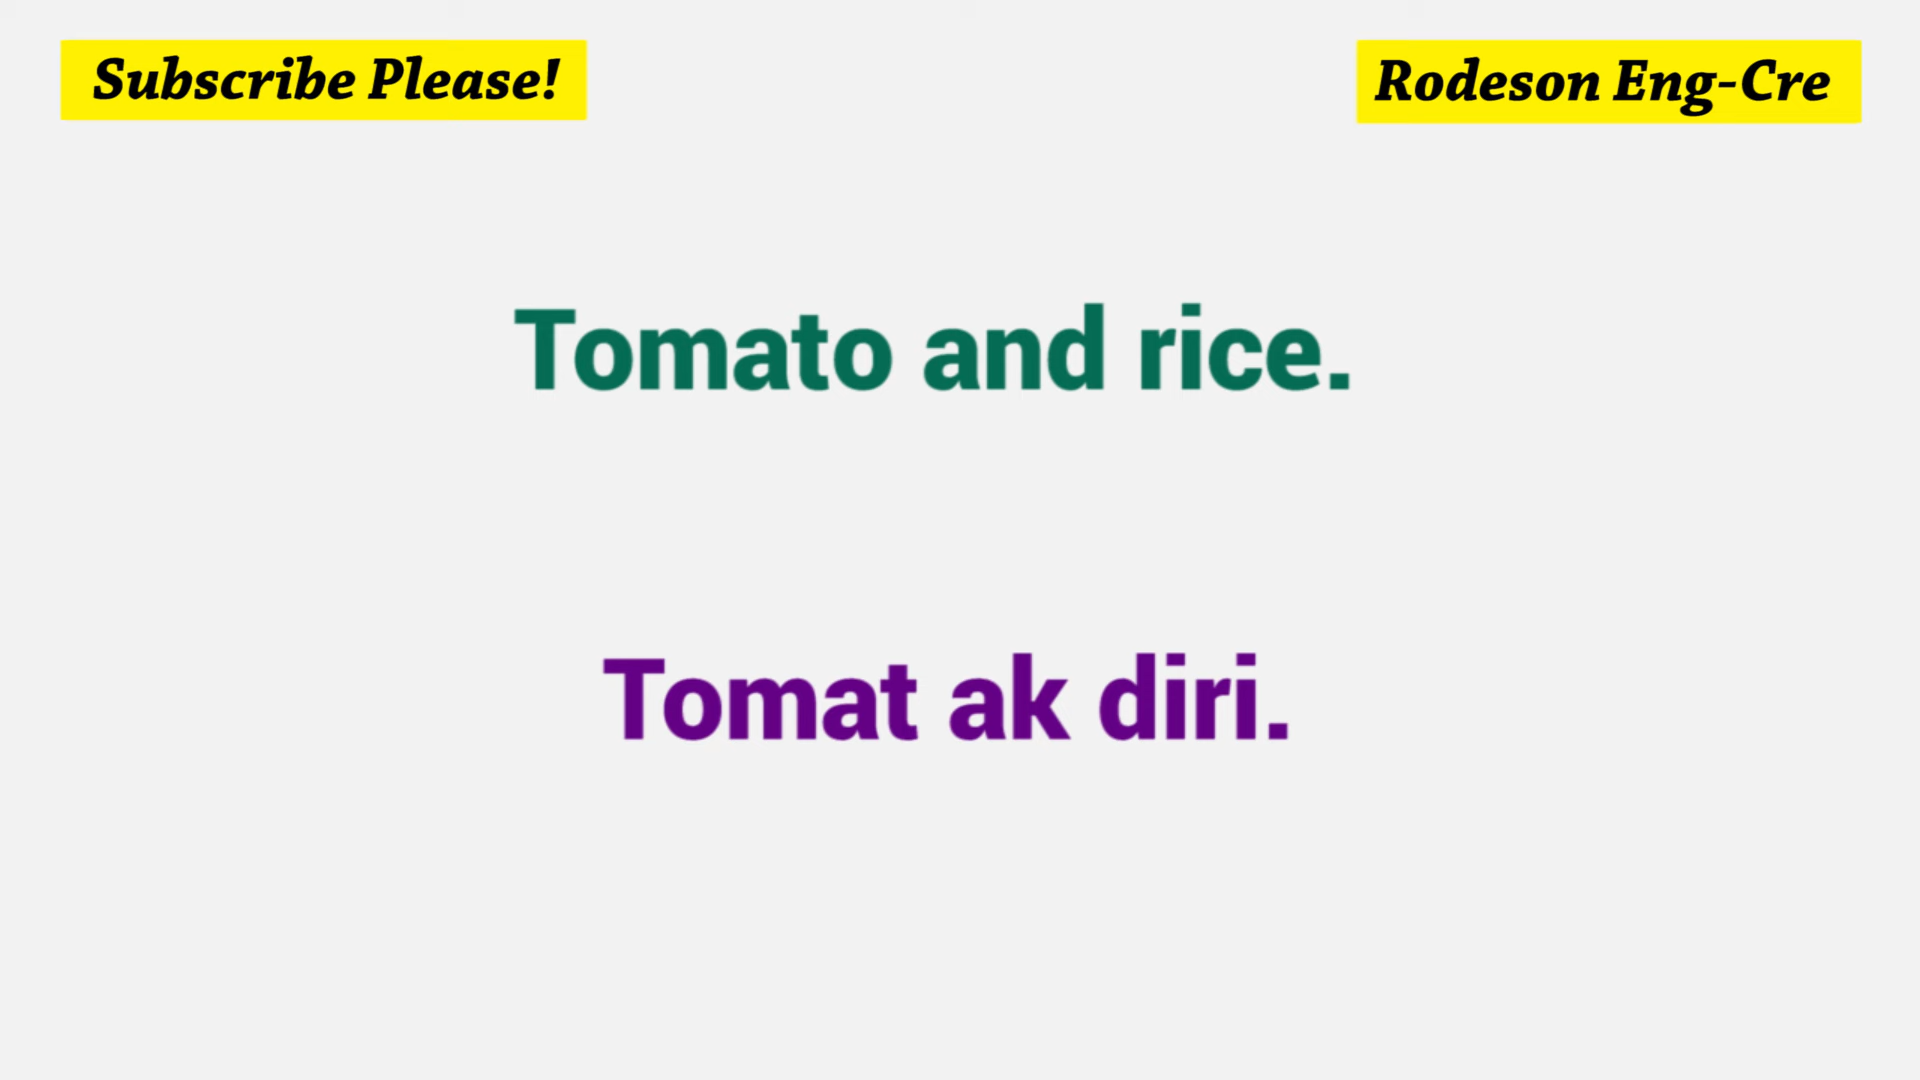 Subscribe Please!
Rodeson Eng-Cre
Tomato and rice.
Tomat ak diri.